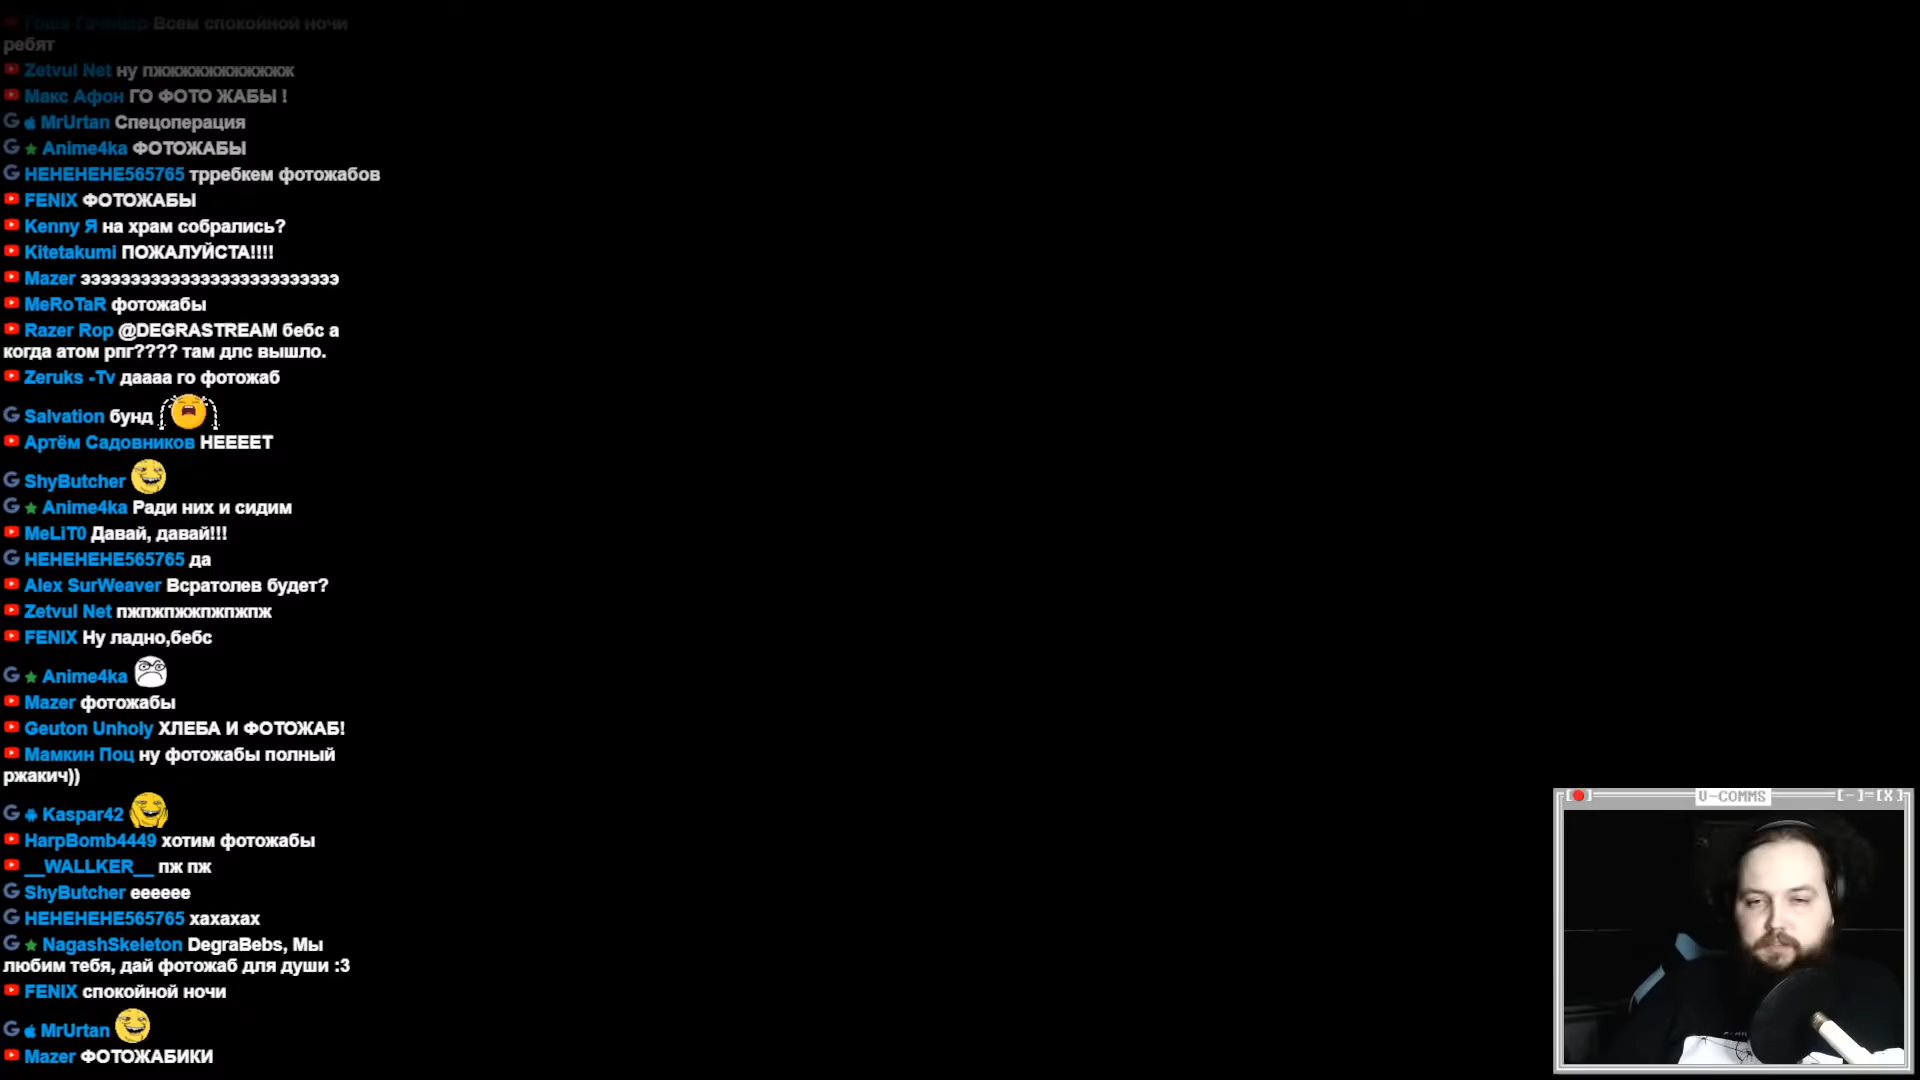 Гоша Гачимар Всем спокойной ночи
ребят
Zetvul Net ну пжжжжжжжжжжжж
Макс Афон ГО ФОТО ЖАБЫ !
MrUrtan Спецоперация
Anime4ka ФОТОЖАБЫ
HEHEHEHE565765 трребкем фотожабов
FENIX ФОТОЖАБЫ
Kenny Я на храм собрались?
Kitetakumi ПОЖАЛУЙСТА!!!!
Mazer эээээээээээээээээээээээээ
MeRoTaR фотожабы
Razer Rop @DEGRASTREAM бебс а
когда атом рпг???? там длс вышло.
Zeruks -Tv даааа го фотожаб
Salvation бунд
Артём Садовников НЕЕЕЕТ
ShyButcher
Anime4ka Ради них и сидим
MeLiT0 Давай, давай!!!
HEHEHEHE565765 да
Alex SurWeaver Всратолев будет?
Zetvul Net пжпжпжжпжпжпж
FENIX Ну ладно,бебс
Anime4ka
Mazer фотожабы
Geuton Unholy ХЛЕБА И ФОТОЖАБ!
Мамкин Поц ну фотожабы полный
ржакич))
Kaspar42
HarpBomb4449 хотим фотожабы
__WALLKER__ пж пж
ShyButcher ееееее
HEHEHEHE565765 хахахах
NagashSkeleton DegraBebs, Мы
любим тебя, дай фотожаб для души :3
FENIX спокойной ночи
MrUrtan
Mazer ФОТОЖАБИКИ
V-COMMS